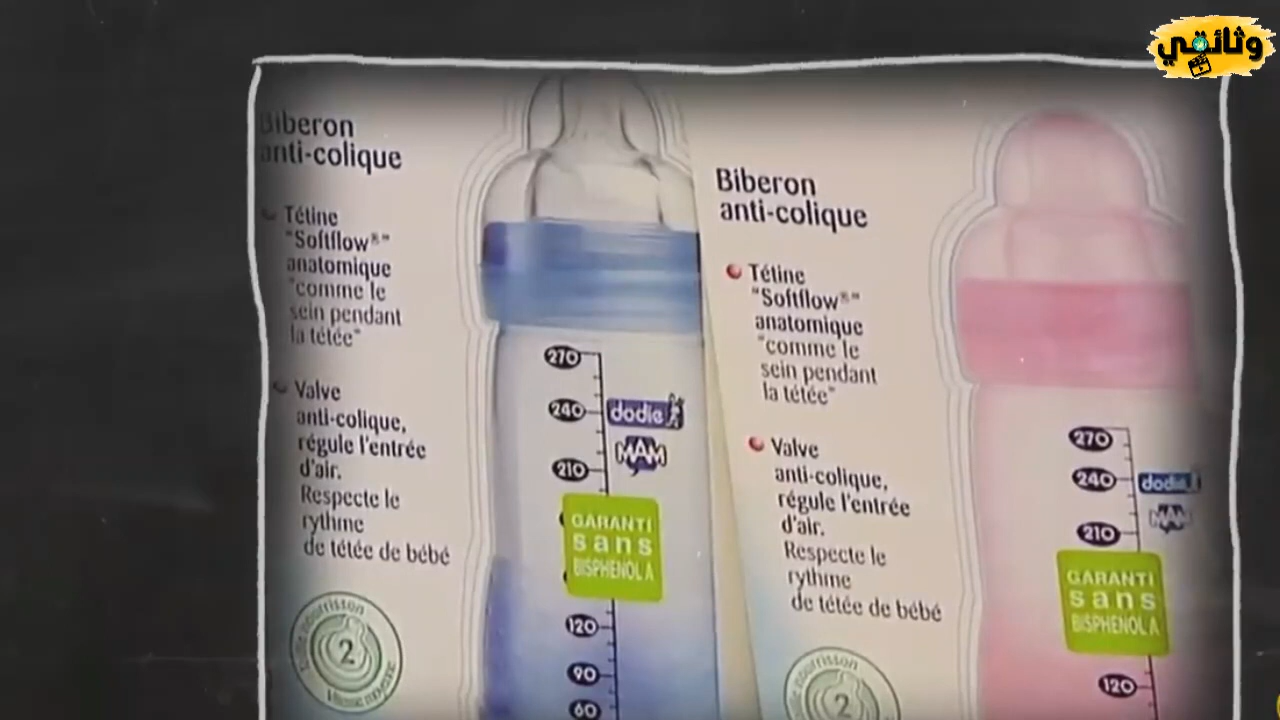 وثائقي
Biberon
anti-colique
Tétine
"Softflow®"
anatomique
"comme le
sein pendant
la tétée"
Valve
anti-colique,
régule l'entrée
d'air.
Respecte le
rythme
de tétée de bébé
2
270
240
dodie
MAM
210
GARANTI
sans
BISPHENOL A
120
90
60
Biberon
anti-colique
Tétine
"Softflow®"
anatomique
"comme le
sein pendant
la tétée"
Valve
anti-colique,
régule l'entrée
d'air.
Respecte le
rythme
de tétée de bébé
nourrisson
2
270
240
dodie
MAM
210
GARANTI
sans
BISPHENOL A
120